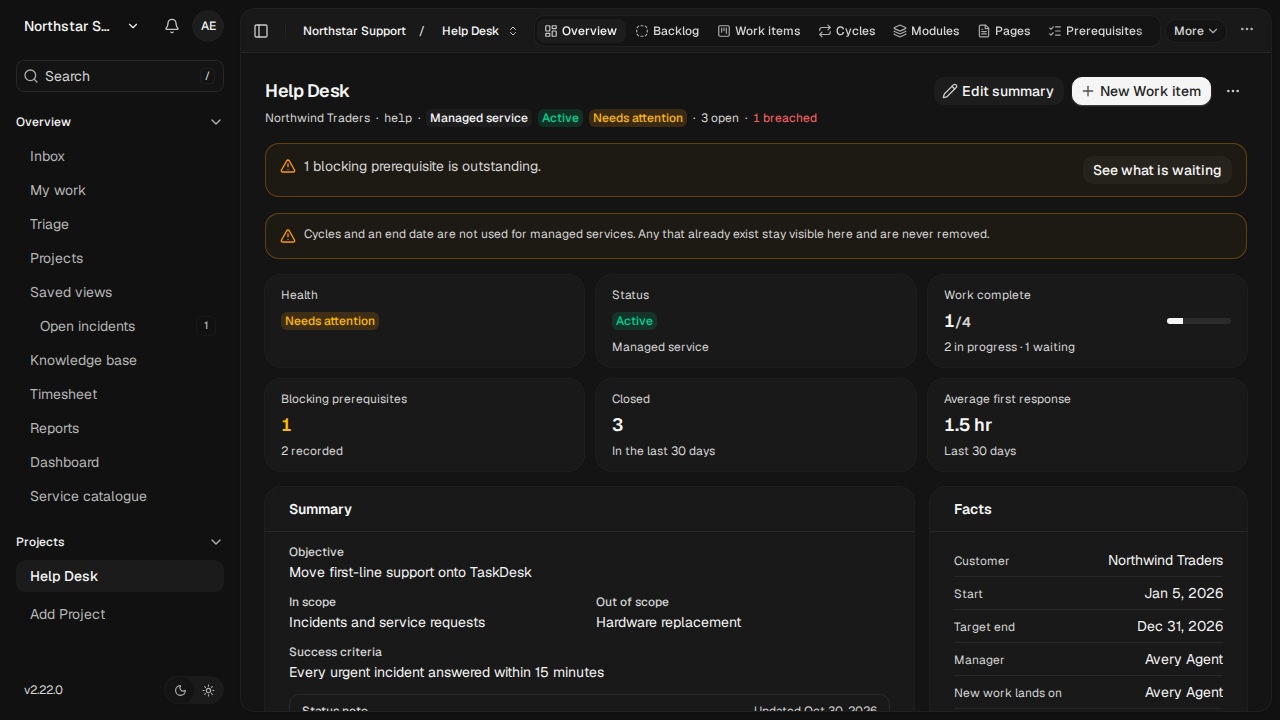 Northstar S...
AE
Search
/
Overview
Inbox
My work
Triage
Projects
Saved views
Open incidents
1
Knowledge base
Timesheet
Reports
Dashboard
Service catalogue
Projects
Help Desk
Add Project
v2.22.0
Northstar Support / Help Desk
Overview
Backlog
Work items
Cycles
Modules
Pages
Prerequisites
More
Help Desk
Edit summary
New Work item
Northwind Traders · help · Managed service Active Needs attention · 3 open · 1 breached
1 blocking prerequisite is outstanding.
See what is waiting
Cycles and an end date are not used for managed services. Any that already exist stay visible here and are never removed.
Health
Needs attention
Status
Active
Managed service
Work complete
1/4
2 in progress · 1 waiting
Blocking prerequisites
1
2 recorded
Closed
3
In the last 30 days
Average first response
1.5 hr
Last 30 days
Summary
Objective
Move first-line support onto TaskDesk
In scope
Incidents and service requests
Out of scope
Hardware replacement
Success criteria
Every urgent incident answered within 15 minutes
Status note
Updated Oct 30, 2026
Facts
Customer
Northwind Traders
Start
Jan 5, 2026
Target end
Dec 31, 2026
Manager
Avery Agent
New work lands on
Avery Agent